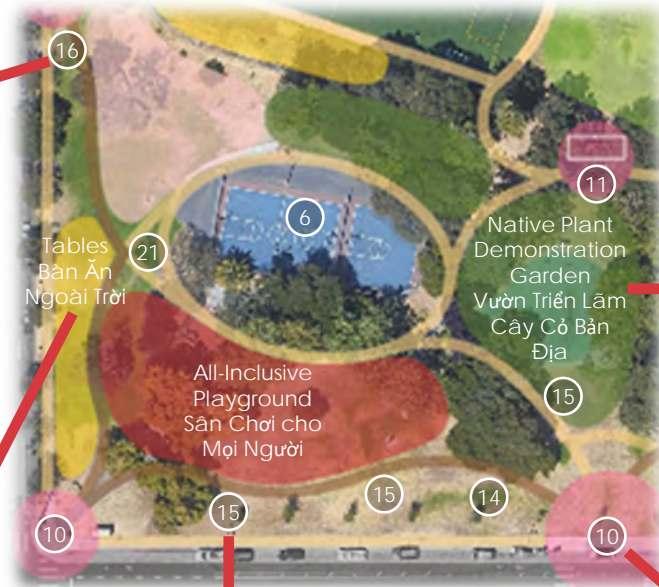 16
11
6
Native Plant
Demonstration
Garden
Vườn Triển Lãm
Cây Cỏ Bản
Địa
Tables
Bàn Ăn
Ngoài Trời
21
All-Inclusive
Playground
Sân Chơi cho
Mọi Người
15
15
15
14
10
10